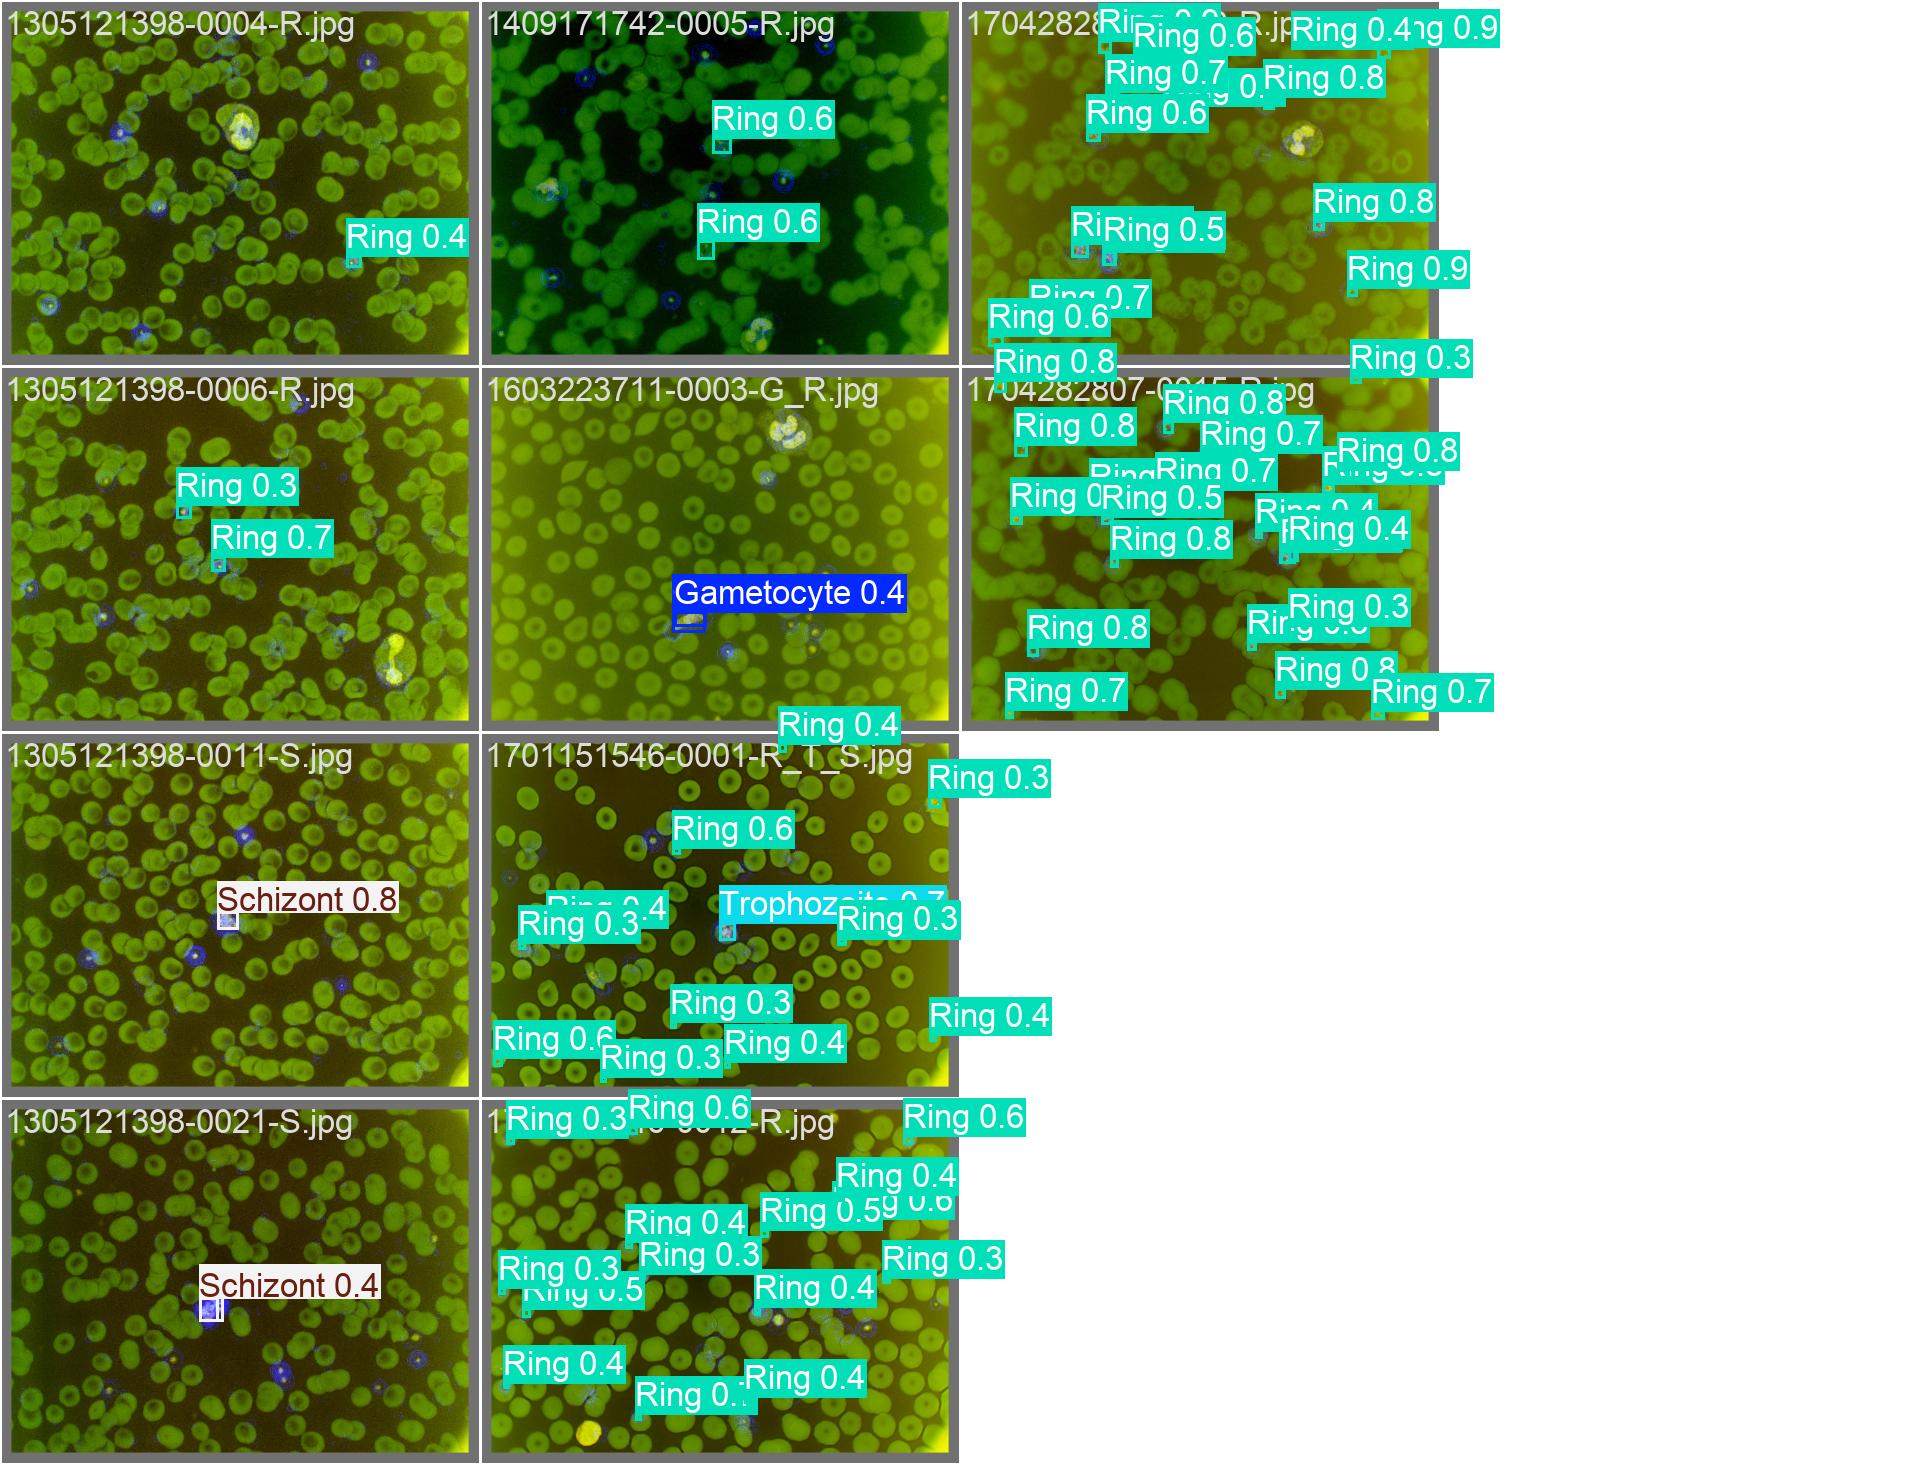 1305121398-0004-R.jpg
Ring 0.4
1409171742-0005-R.jpg
Ring 0.6
Ring 0.6
Ring 0.6
Ring 0.4
Ring 0.7
Ring 0.8
Ring 0.6
Ring 0.8
Ring 0.5
Ring 0.9
Ring 0.7
Ring 0.6
Ring 0.8
Ring 0.3
1305121398-0006-R.jpg
Ring 0.3
Ring 0.7
1603223711-0003-G_R.jpg
Gametocyte 0.4
Ring 0.8
Ring 0.8
Ring 0.7
Ring 0.8
Ring 0.7
Ring 0.5
Ring 0.4
Ring 0.8
Ring 0.3
Ring 0.8
Ring 0.8
Ring 0.7
Ring 0.7
1305121398-0011-S.jpg
Schizont 0.8
Ring 0.4
1701151546-0001-R_T_S.jpg
Ring 0.3
Ring 0.6
Ring 0.3
Ring 0.3
Ring 0.3
Ring 0.4
Ring 0.6
Ring 0.3
Ring 0.4
1305121398-0021-S.jpg
Schizont 0.4
Ring 0.3
Ring 0.6
Ring 0.6
Ring 0.4
Ring 0.5
Ring 0.4
Ring 0.3
Ring 0.3
Ring 0.3
Ring 0.5
Ring 0.4
Ring 0.4
Ring 0.4